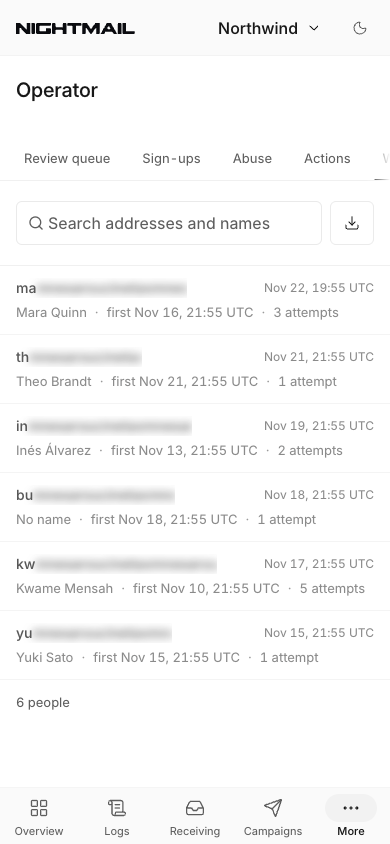 NIGHTMAIL
Northwind
Operator
Review queue Sign-ups Abuse Actions
Search addresses and names
ma Nov 22, 19:55 UTC
Mara Quinn · first Nov 16, 21:55 UTC · 3 attempts
th Nov 21, 21:55 UTC
Theo Brandt · first Nov 21, 21:55 UTC · 1 attempt
in Nov 19, 21:55 UTC
Inés Álvarez · first Nov 13, 21:55 UTC · 2 attempts
bu Nov 18, 21:55 UTC
No name · first Nov 18, 21:55 UTC · 1 attempt
kw Nov 17, 21:55 UTC
Kwame Mensah · first Nov 10, 21:55 UTC · 5 attempts
yu Nov 15, 21:55 UTC
Yuki Sato · first Nov 15, 21:55 UTC · 1 attempt
6 people
Overview Logs Receiving Campaigns More